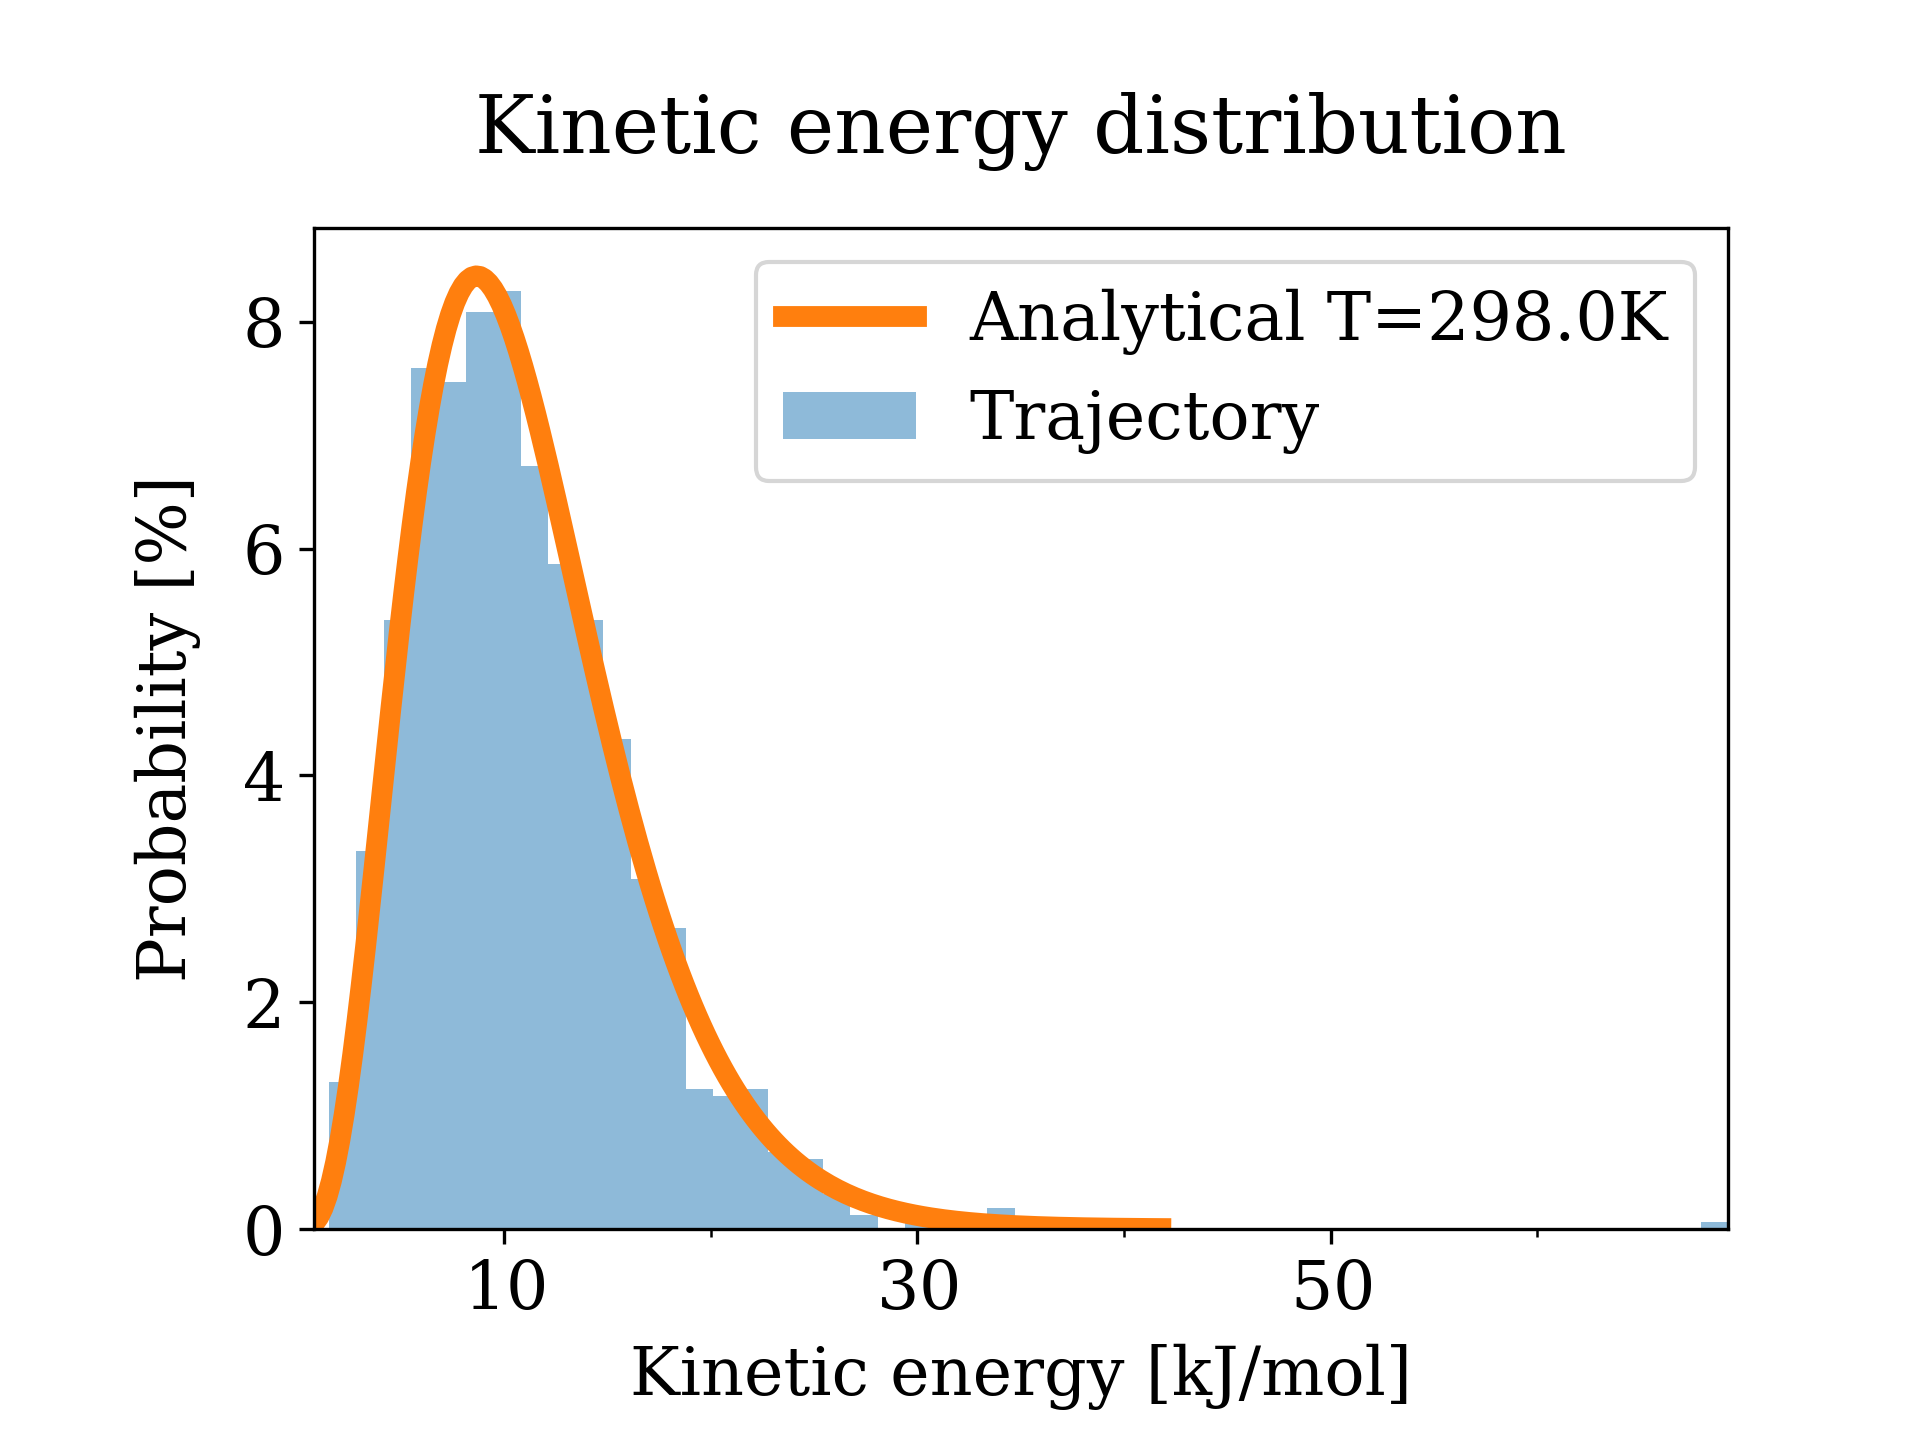 Kinetic energy distribution
Analytical T=298.0K
Trajectory
Probability [%]
8
6
4
2
0
10 30 50
Kinetic energy [kJ/mol]